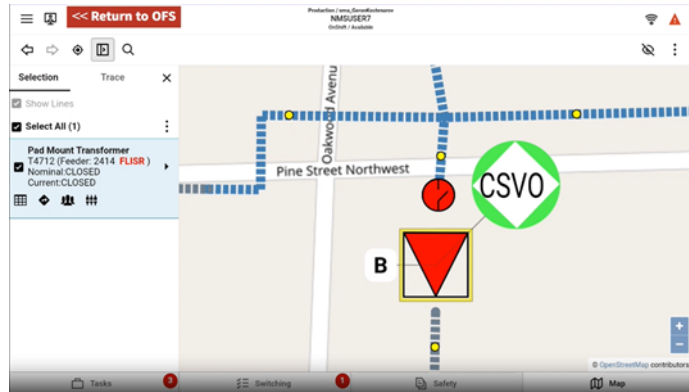 << Return to OFS
Production / nms_GenevKostmaven
NMSUSER7
OnShift / Available
Selection
Trace
Show Lines
Select All (1)
Pad Mount Transformer
T4712 (Feeder: 2414 FLISR )
Nominal:CLOSED
Current:CLOSED
Oakwood Avenu
Pine Street Northwest
CSVO
B
+
−
© OpenStreetMap contributors
Tasks
3
Switching
1
Safety
Map